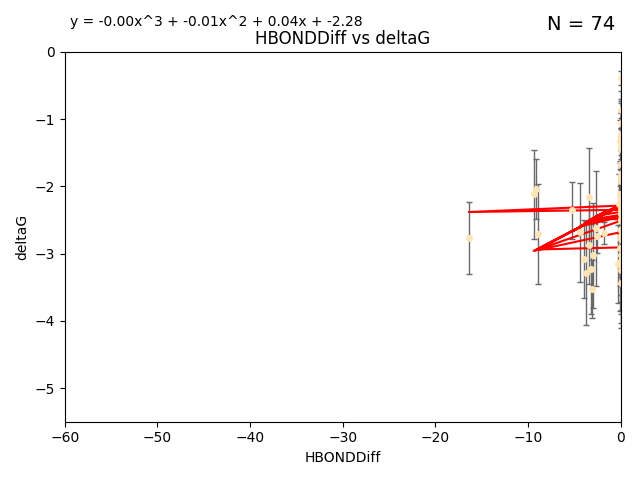 y = -0.00x^3 + -0.01x^2 + 0.04x + -2.28
N = 74
HBONDDiff vs deltaG
0
−1
−2
−3
−4
−5
deltaG
−60
−50
−40
−30
−20
−10
0
HBONDDiff